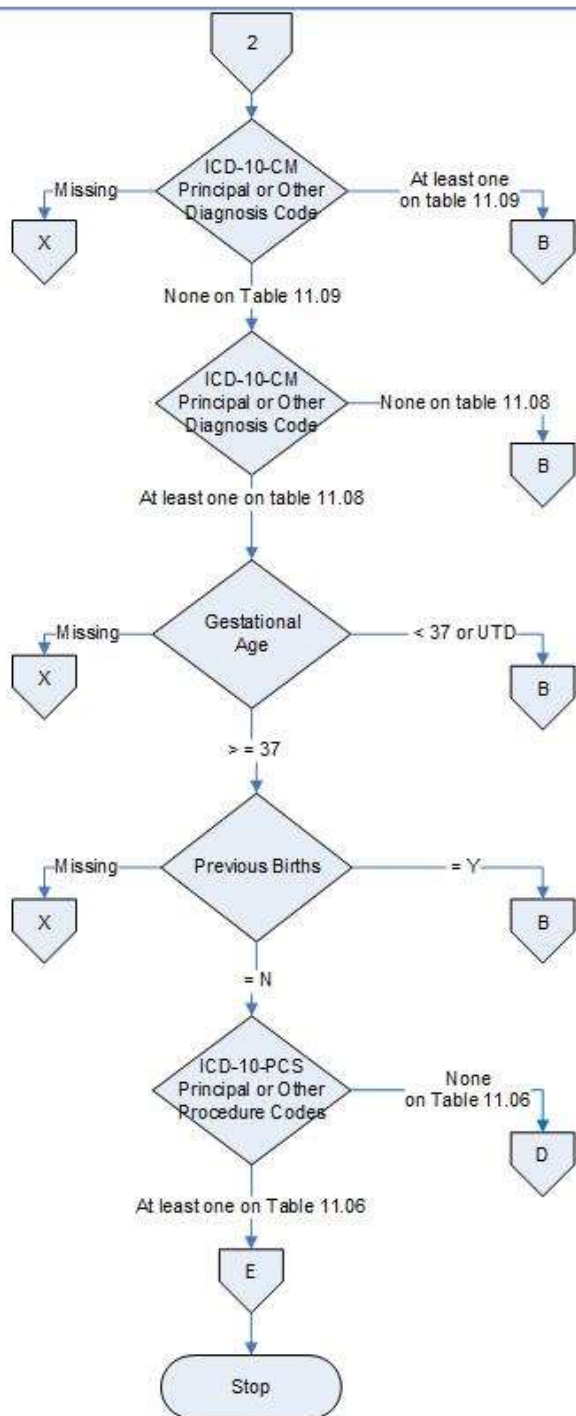 2
ICD-10-CM
Principal or Other
Diagnosis Code
Missing
At least one
on table 11.09
X
B
None on Table 11.09
ICD-10-CM
Principal or Other
Diagnosis Code
None on table 11.08
B
At least one on table 11.08
Gestational
Age
Missing
< 37 or UTD
X
B
> = 37
Previous Births
Missing
= Y
X
B
= N
ICD-10-PCS
Principal or Other
Procedure Codes
None
on Table 11.06
D
At least one on Table 11.06
E
Stop